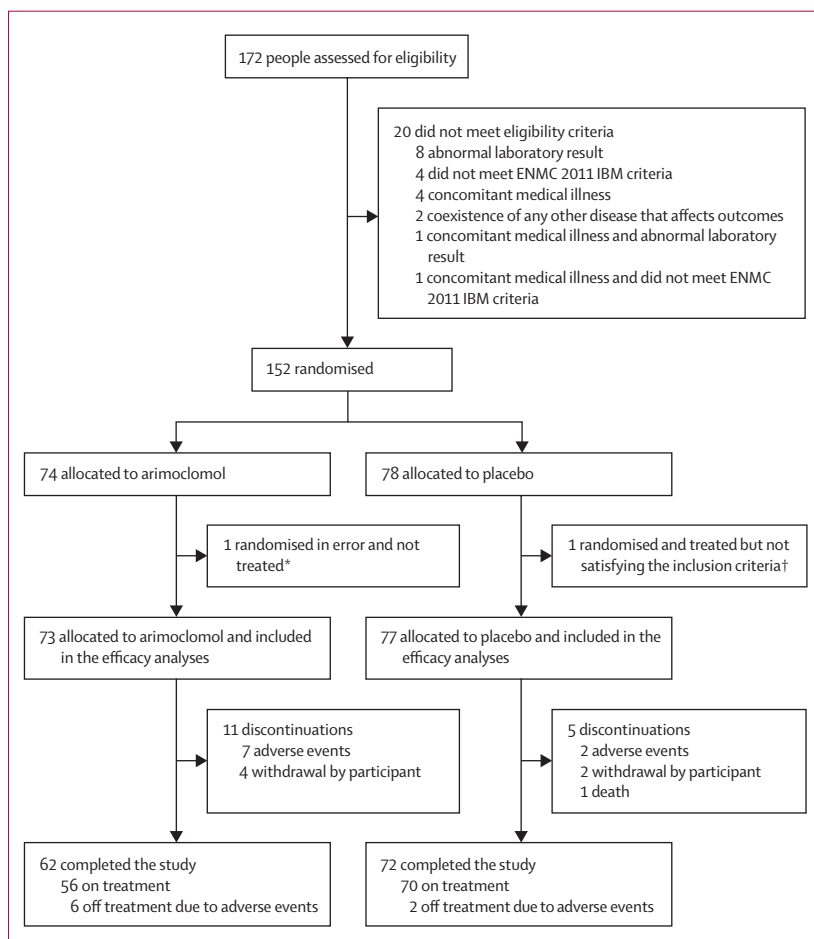 172 people assessed for eligibility
20 did not meet eligibility criteria
8 abnormal laboratory result
4 did not meet ENMC 2011 IBM criteria
4 concomitant medical illness
2 coexistence of any other disease that affects outcomes
1 concomitant medical illness and abnormal laboratory
result
1 concomitant medical illness and did not meet ENMC
2011 IBM criteria
152 randomised
74 allocated to arimoclomol
78 allocated to placebo
1 randomised in error and not
treated*
1 randomised and treated but not
satisfying the inclusion criteria†
73 allocated to arimoclomol and included
in the efficacy analyses
77 allocated to placebo and included in the
efficacy analyses
11 discontinuations
7 adverse events
4 withdrawal by participant
5 discontinuations
2 adverse events
2 withdrawal by participant
1 death
62 completed the study
56 on treatment
6 off treatment due to adverse events
72 completed the study
70 on treatment
2 off treatment due to adverse events